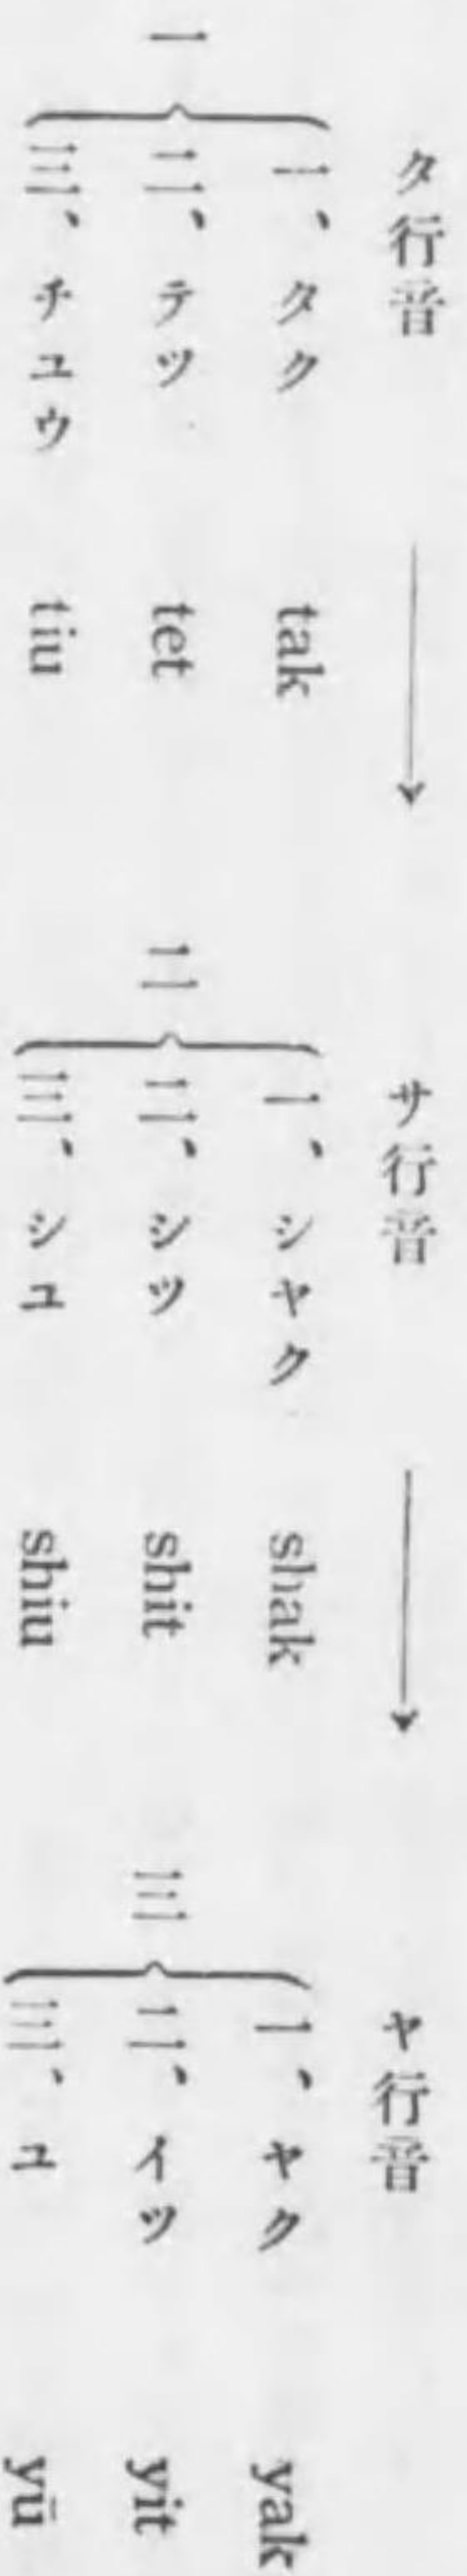 タ行音 → サ行音 → ヤ行音
一、タク tak 一、シヤク shak 一、ヤク yak
一 二、テツ tet 二 二、シツ shit 三 二、イツ yit
三、チユウ tiu 三、シユ shiu 三、ユ yū